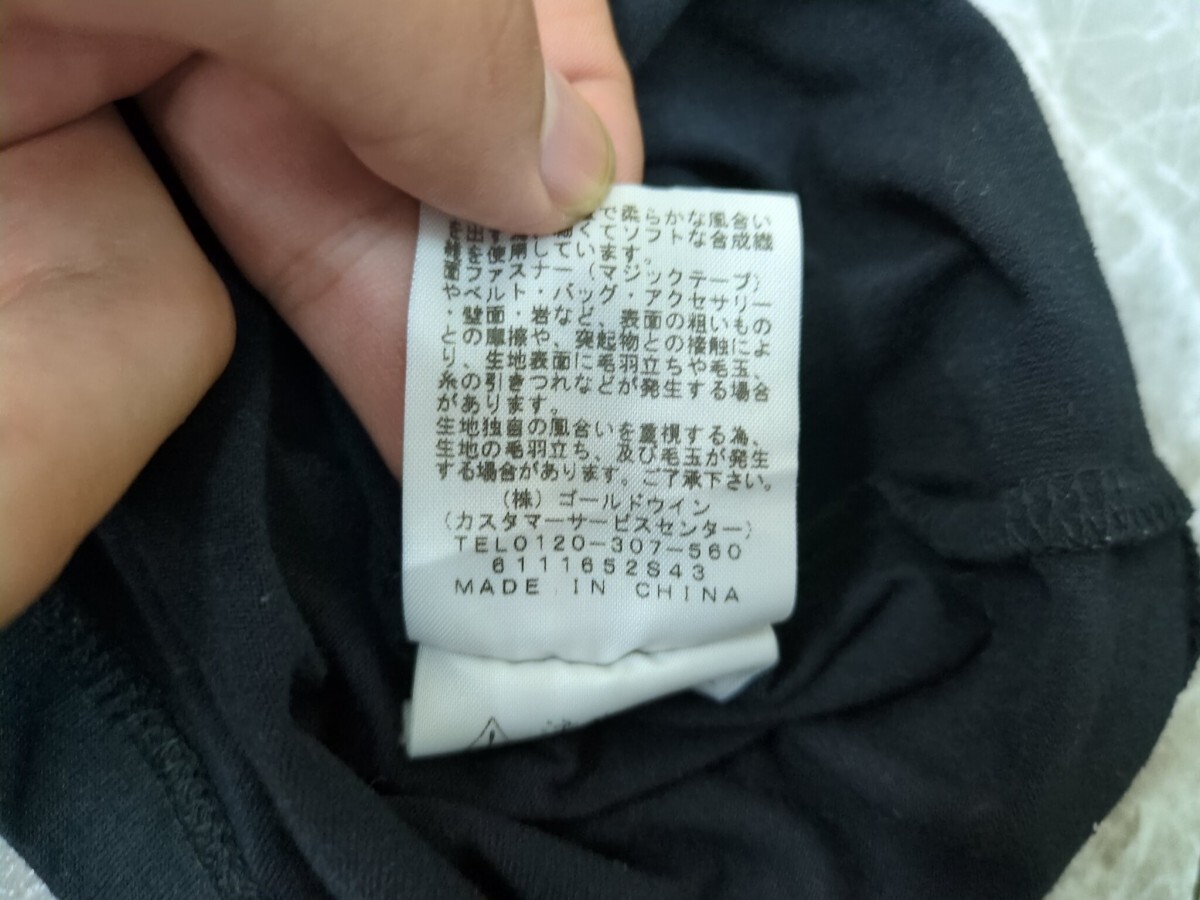 で柔らかな風合い
を くてソフトな合成繊
維を使用しています。
面ファスナー（マジックテープ）
やベルト・バッグ・アクセサリー
・壁面・岩など、表面の粗いもの
との摩擦や、突起物との接触によ
り、生地表面に毛羽立ちや毛玉、
糸の引きつれなどが発生する場合
があります。
生地独自の風合いを重視する為、
生地の毛羽立ち、及び毛玉が発生
する場合があります。ご了承下さい。
（株）ゴールドウイン
（カスタマーサービスセンター）
TEL0120-307-560
6111652S43
MADE IN CHINA